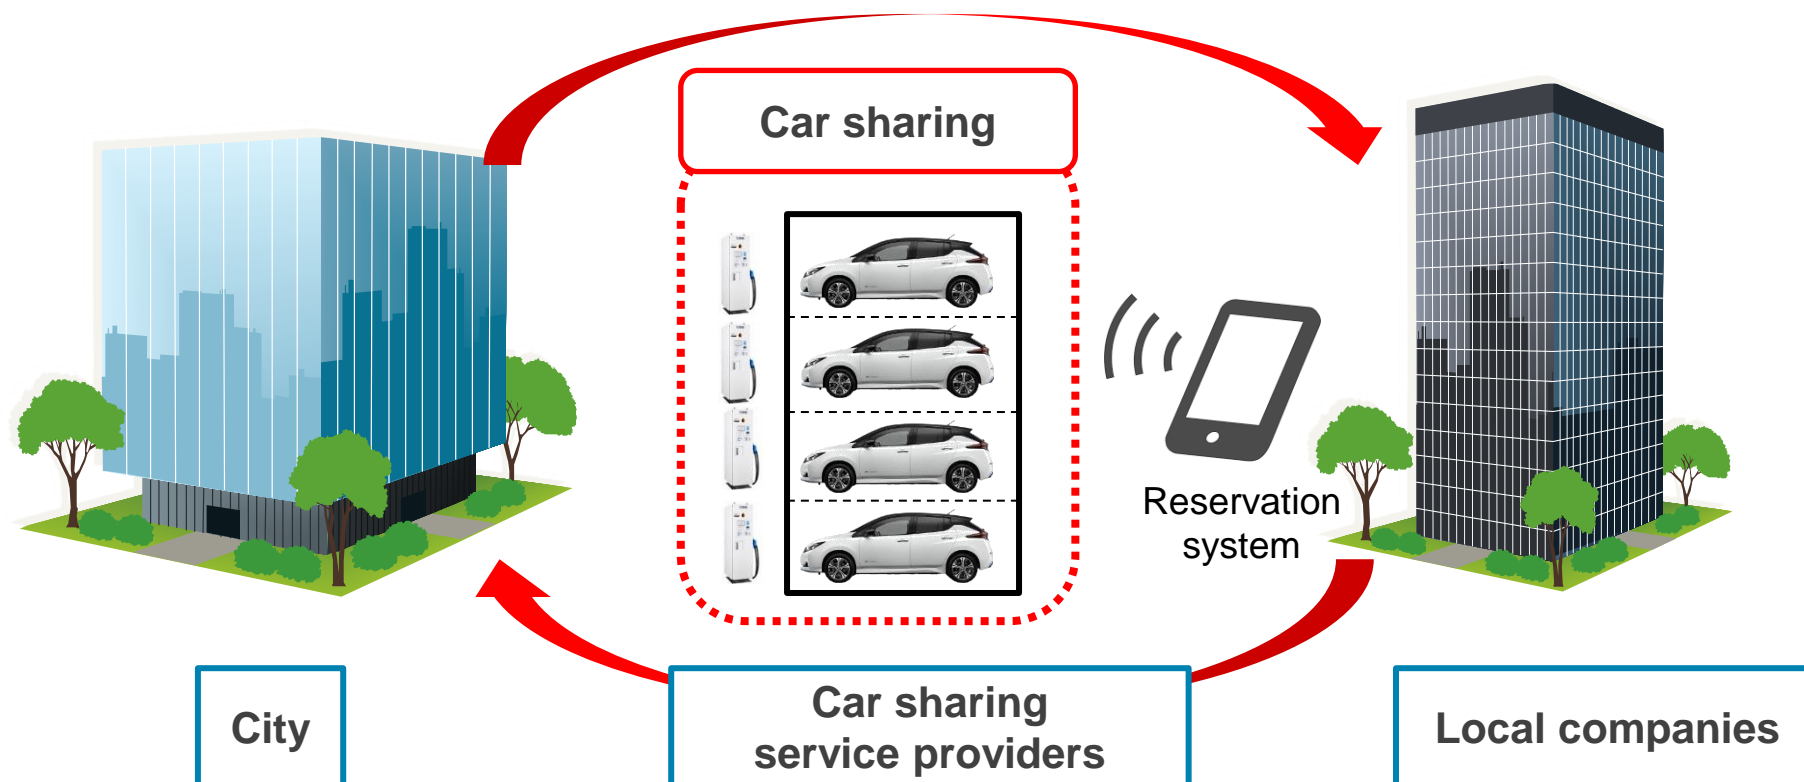 Car sharing
Reservation
system
City
Car sharing
service providers
Local companies